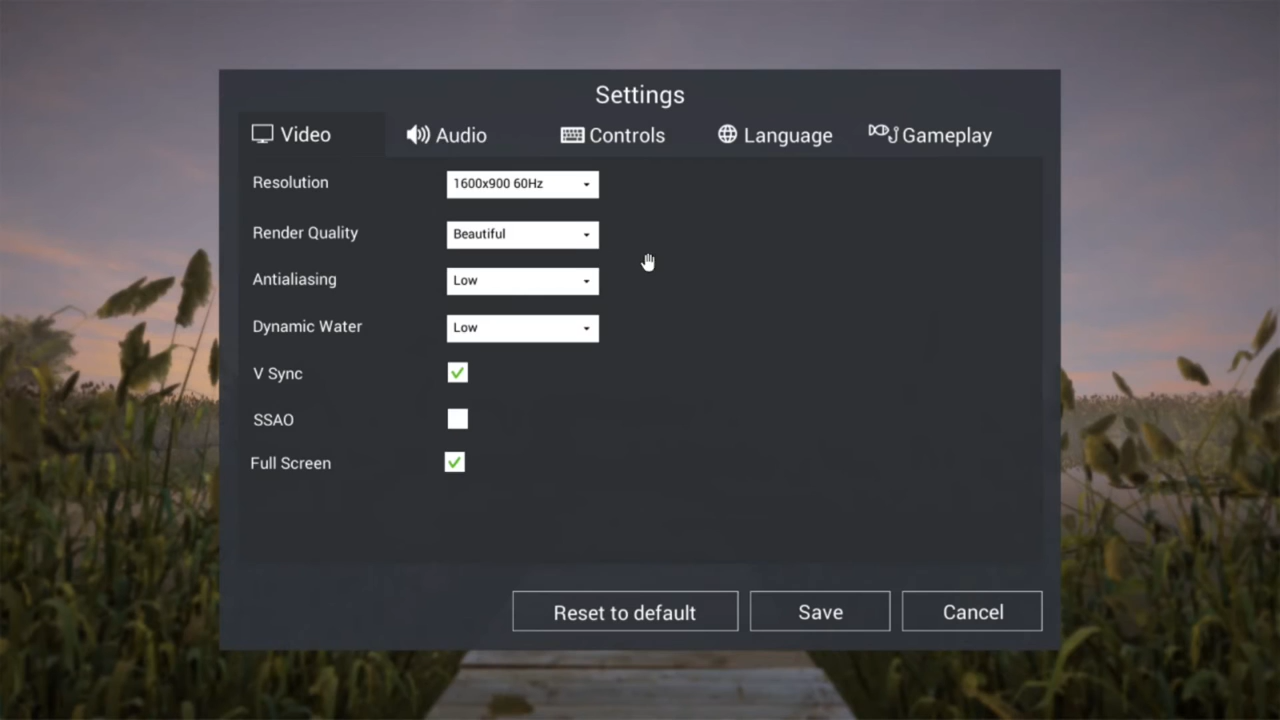 Settings
Video Audio Controls Language Gameplay
Resolution 1600x900 60Hz
Render Quality Beautiful
Antialiasing Low
Dynamic Water Low
V Sync
SSAO
Full Screen
Reset to default Save Cancel